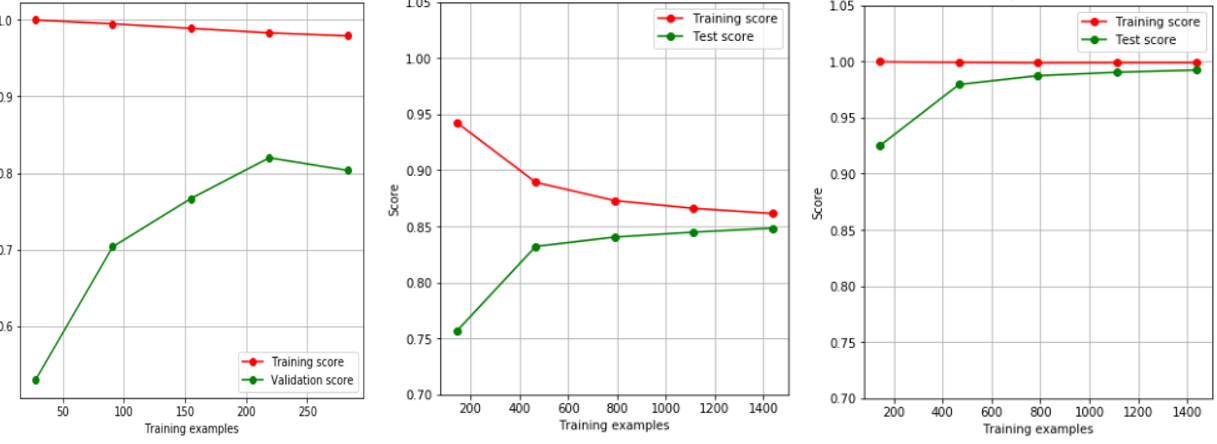 1.0
0.9
0.8
0.7
0.6
Training score
Validation score
50 100 150 200 250
Training examples
Training score
Test score
1.05
1.00
0.95
0.90
0.85
0.80
0.75
0.70
Score
200 400 600 800 1000 1200 1400
Training examples
Training score
Test score
1.05
1.00
0.95
0.90
0.85
0.80
0.75
0.70
Score
200 400 600 800 1000 1200 1400
Training examples